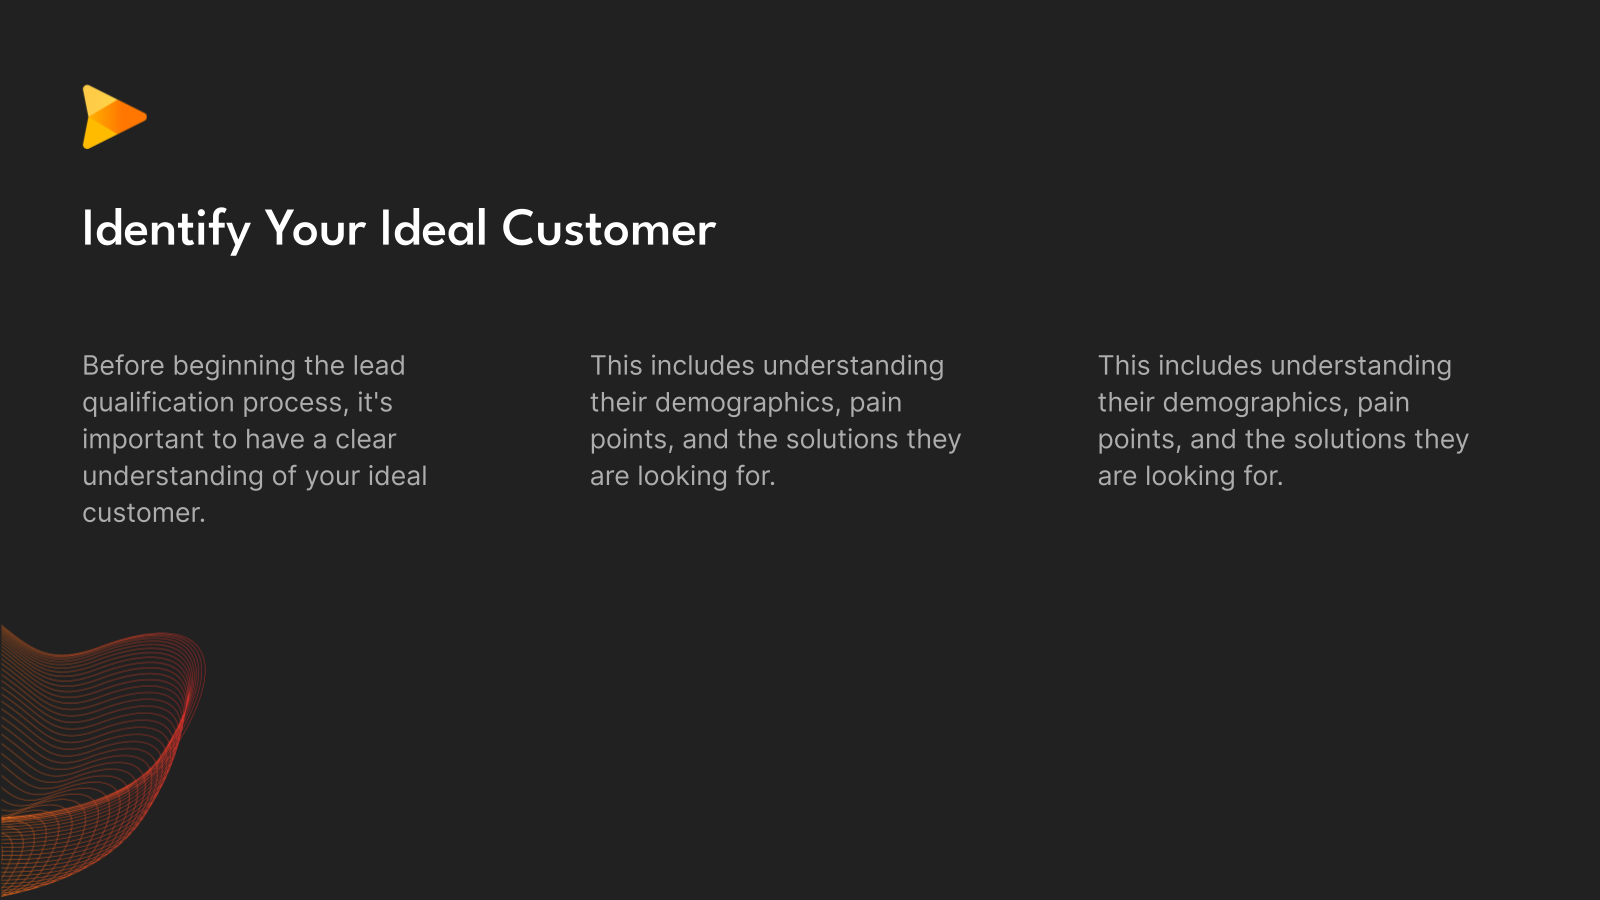 Identify Your Ideal Customer
Before beginning the lead
qualification process, it's
important to have a clear
understanding of your ideal
customer.
This includes understanding
their demographics, pain
points, and the solutions they
are looking for.
This includes understanding
their demographics, pain
points, and the solutions they
are looking for.